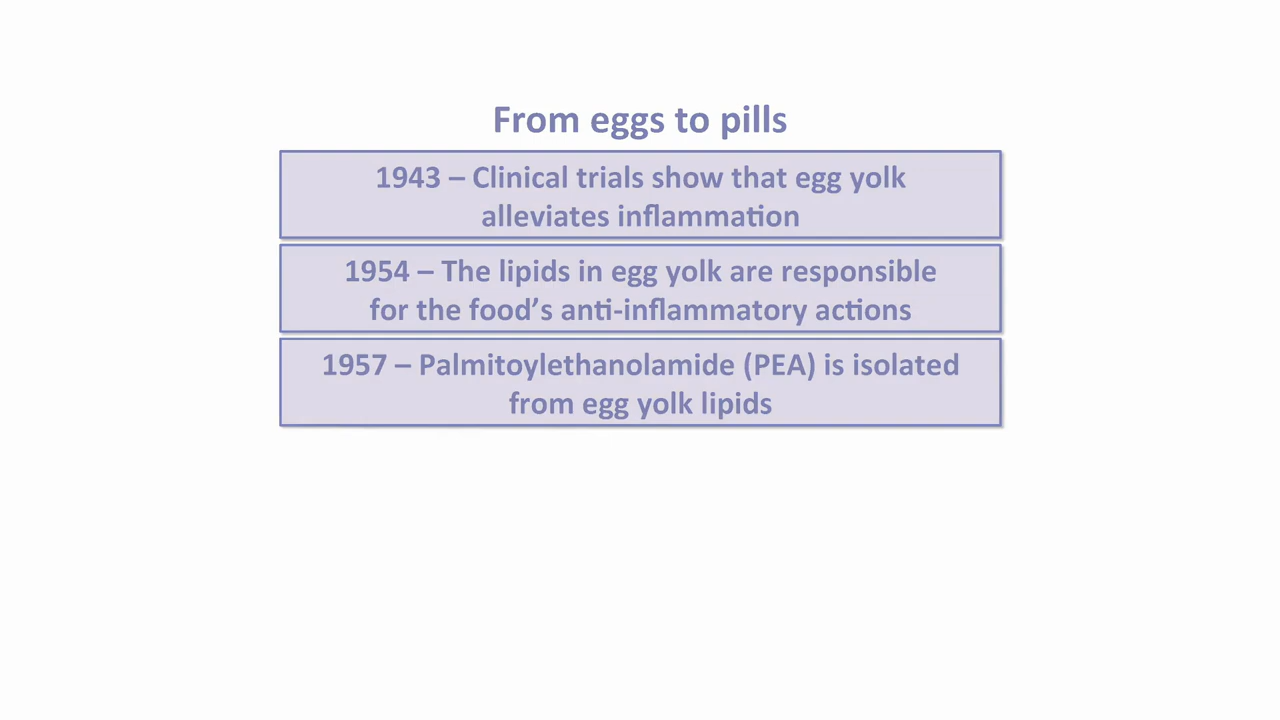 From eggs to pills
1943 – Clinical trials show that egg yolk
alleviates inflammation
1954 – The lipids in egg yolk are responsible
for the food’s anti-inflammatory actions
1957 – Palmitoylethanolamide (PEA) is isolated
from egg yolk lipids